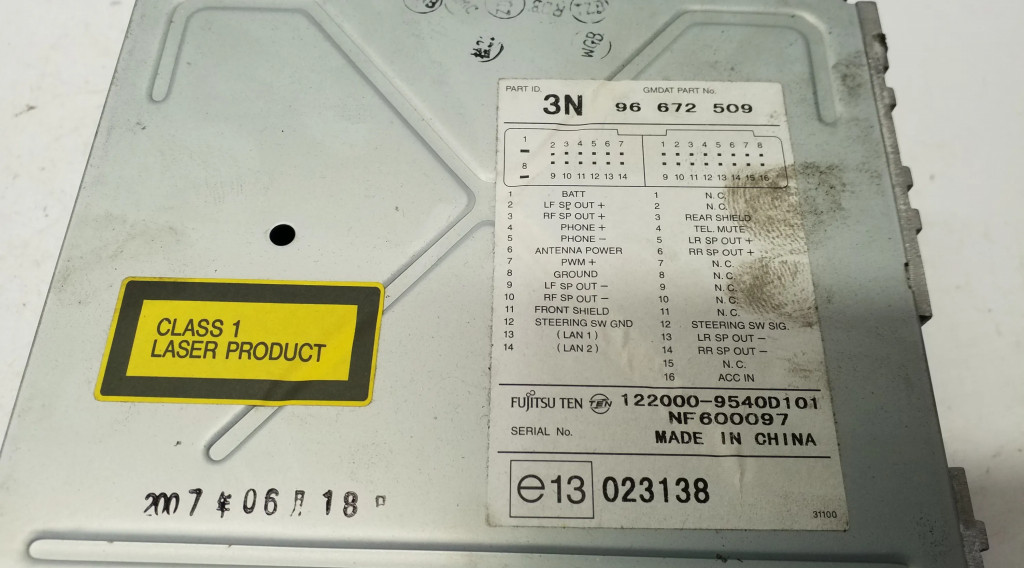 WGB
PART ID.
GMDAT PART No.
3N
96 672 509
1
2 3 4 5 6 7
8
9 10 11 12 13 14
1 2 3 4 5 6 7 8
9 10 11 12 13 14 15 16
1 BATT
2 LF SP OUT +
3 RF SP OUT +
4 PHONE +
5 PHONE −
6 ANTENNA POWER
7 PWM +
8 GROUND
9 LF SP OUT −
10 RF SP OUT −
11 FRONT SHIELD
12 STEERING SW GND
13 ( LAN 1 )
14 ( LAN 2 )
1 N. C.
2 N. C.
3 REAR SHIELD
4 TEL. MUTE
5 LR SP OUT +
6 RR SP OUT +
7 N. C.
8 N. C.
9 N. C.
10 N. C.
11 N. C.
12 STEERING SW SIG.
13 LR SP OUT −
14 RR SP OUT −
15 N. C.
16 ACC IN
FUJITSU TEN TEN 122000-9540D101
NF600097
SERIAL No.
MADE IN CHINA
e13 023138
31100
CLASS 1
LASER PRODUCT
2007年06月18日